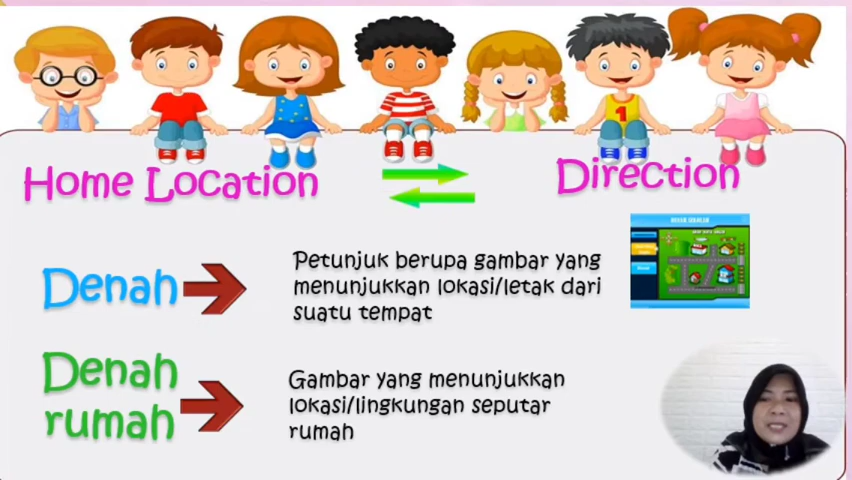 Home Location
Direction
Denah
Petunjuk berupa gambar yang
menunjukkan lokasi/letak dari
suatu tempat
Denah
rumah
Gambar yang menunjukkan
lokasi/lingkungan seputar
rumah
1